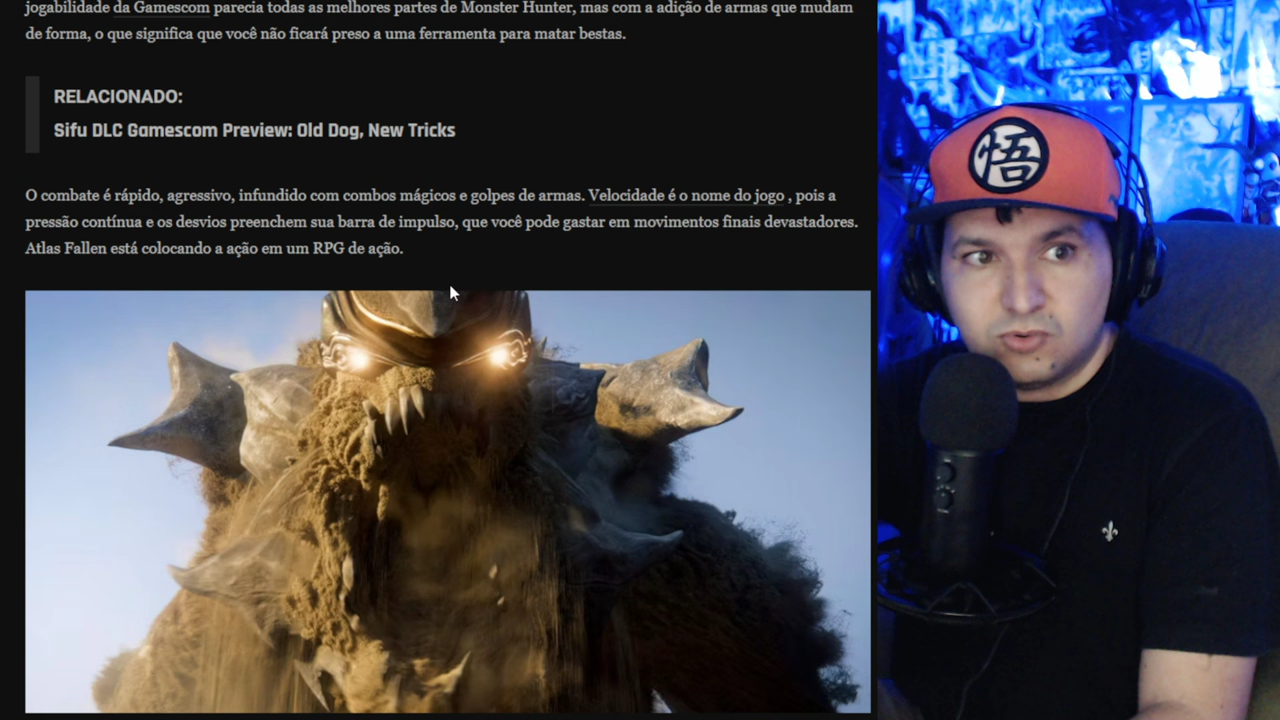 jogabilidade da Gamescom parecia todas as melhores partes de Monster Hunter, mas com a adição de armas que mudam
de forma, o que significa que você não ficará preso a uma ferramenta para matar bestas.
RELACIONADO:
Sifu DLC Gamescom Preview: Old Dog, New Tricks
O combate é rápido, agressivo, infundido com combos mágicos e golpes de armas. Velocidade é o nome do jogo , pois a
pressão contínua e os desvios preenchem sua barra de impulso, que você pode gastar em movimentos finais devastadores.
Atlas Fallen está colocando a ação em um RPG de ação.
悟